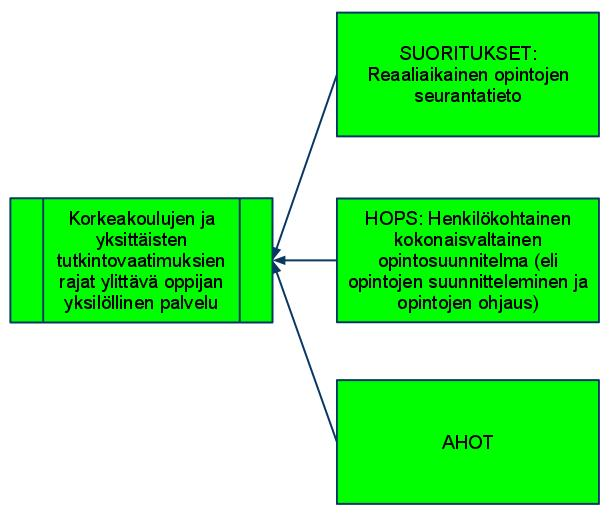 SUORITUKSET:
Reaaliaikainen opintojen
seurantatieto
Korkeakoulujen ja
yksittäisten
tutkintovaatimuksien
rajat ylittävä oppijan
yksilöllinen palvelu
HOPS: Henkilökohtainen
kokonaisvaltainen
opintosuunnitelma (eli
opintojen suunnitteleminen ja
opintojen ohjaus)
AHOT